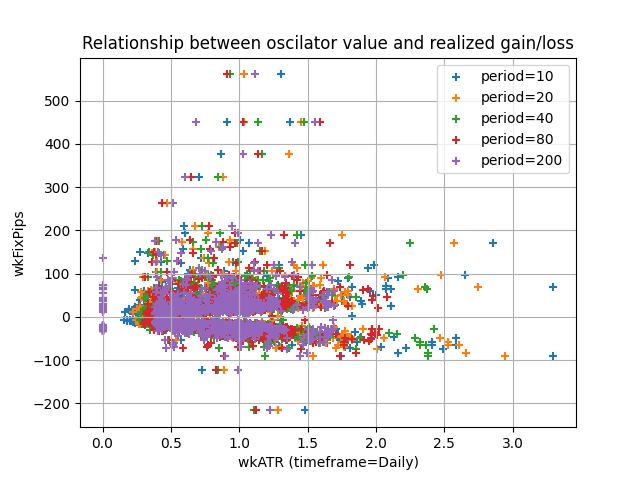 Relationship between oscilator value and realized gain/loss
period=10
period=20
period=40
period=80
period=200
500
400
300
200
100
0
−100
−200
wkFixPips
0.0 0.5 1.0 1.5 2.0 2.5 3.0
wkATR (timeframe=Daily)